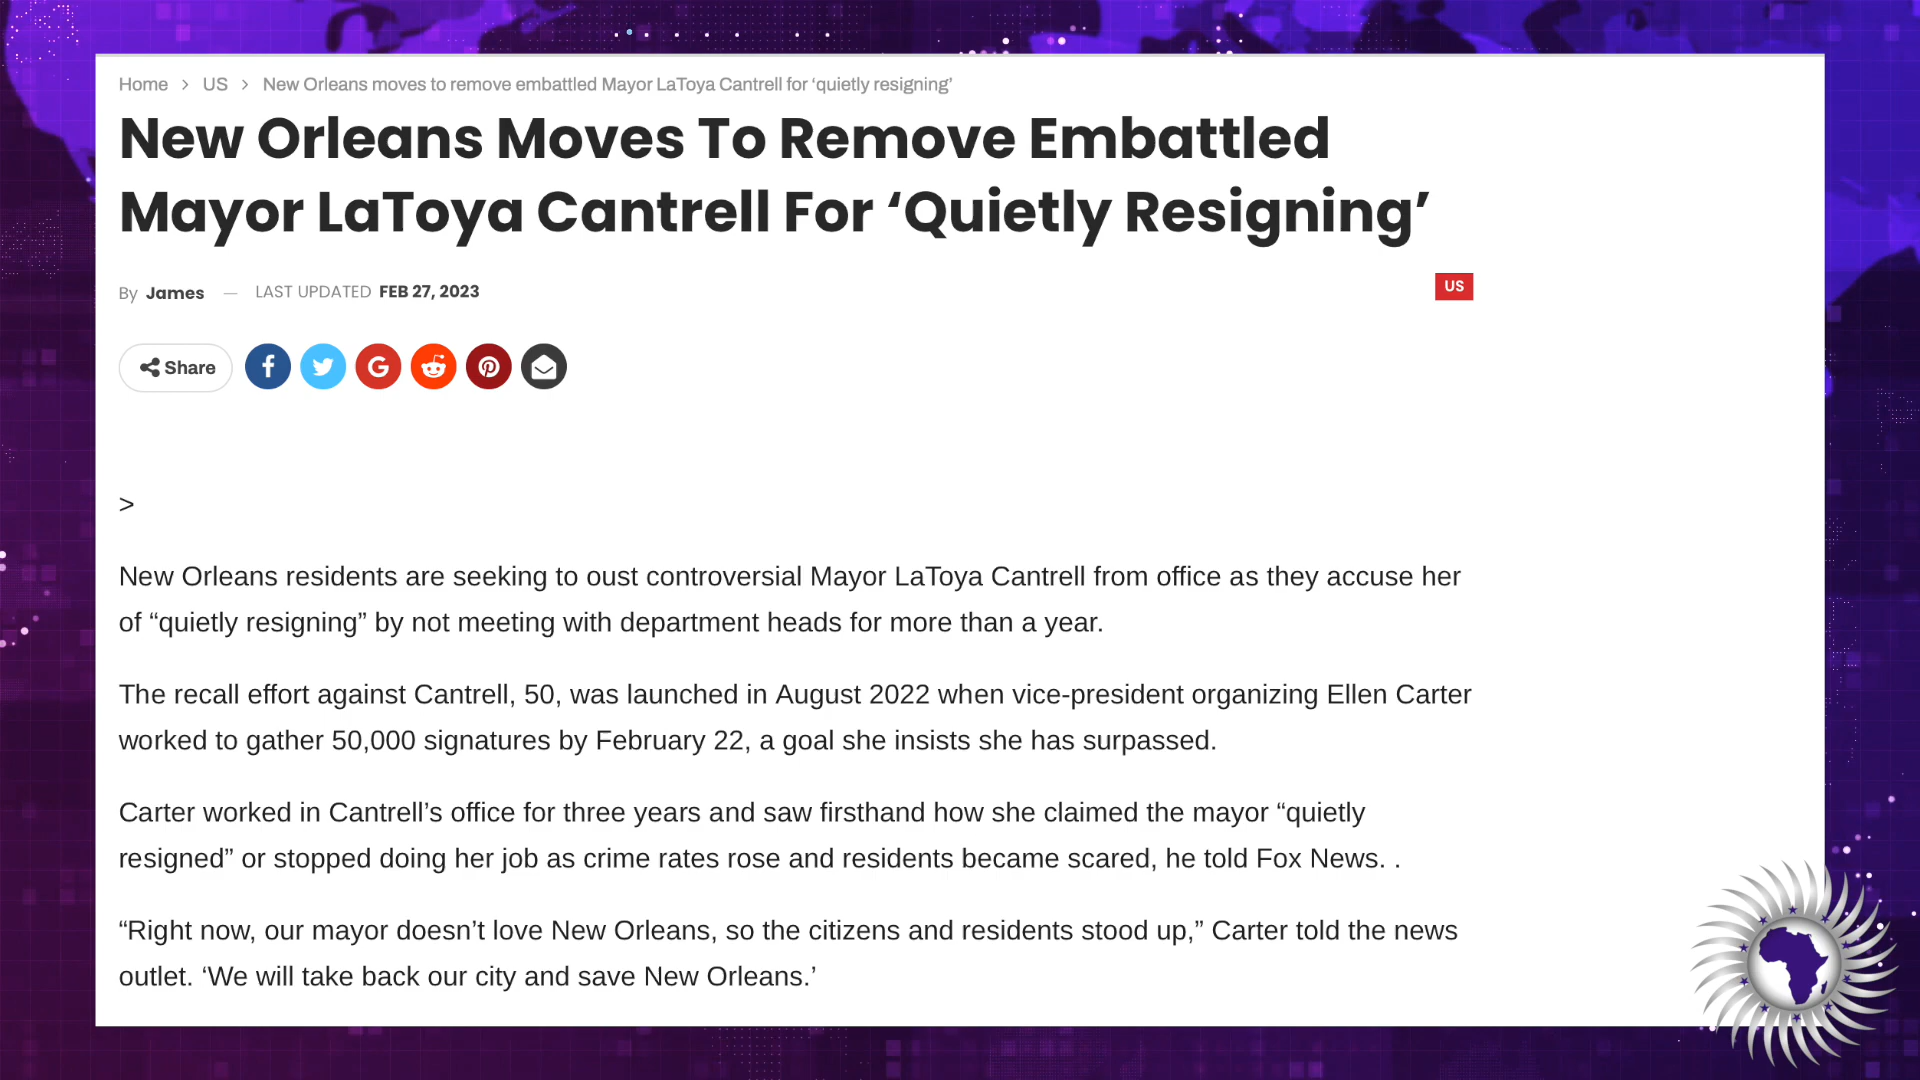 Home > US > New Orleans moves to remove embattled Mayor LaToya Cantrell for ‘quietly resigning’
New Orleans Moves To Remove Embattled
Mayor LaToya Cantrell For ‘Quietly Resigning’
By James — LAST UPDATED FEB 27, 2023
US
Share
>
New Orleans residents are seeking to oust controversial Mayor LaToya Cantrell from office as they accuse her
of “quietly resigning” by not meeting with department heads for more than a year.
The recall effort against Cantrell, 50, was launched in August 2022 when vice-president organizing Ellen Carter
worked to gather 50,000 signatures by February 22, a goal she insists she has surpassed.
Carter worked in Cantrell’s office for three years and saw firsthand how she claimed the mayor “quietly
resigned” or stopped doing her job as crime rates rose and residents became scared, he told Fox News. .
“Right now, our mayor doesn’t love New Orleans, so the citizens and residents stood up,” Carter told the news
outlet. ‘We will take back our city and save New Orleans.’